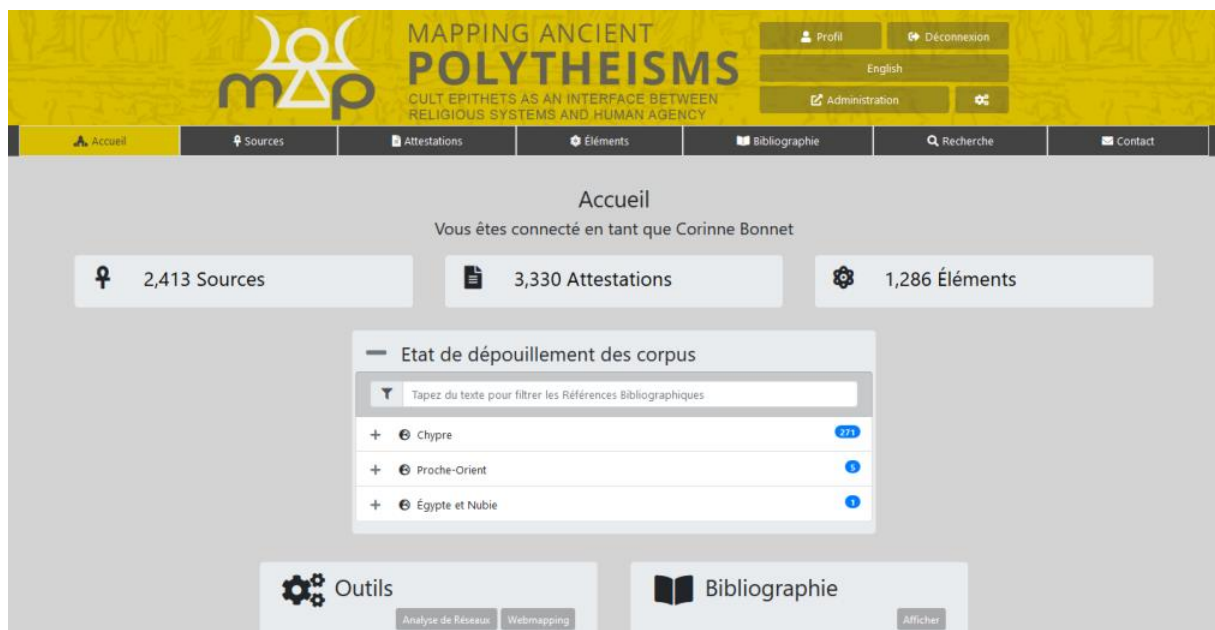 map
MAPPING ANCIENT
POLYTHEISMS
CULT EPITHETS AS AN INTERFACE BETWEEN
RELIGIOUS SYSTEMS AND HUMAN AGENCY
Profil
Déconnexion
English
Administration
Accueil
Sources
Attestations
Éléments
Bibliographie
Recherche
Contact
Accueil
Vous êtes connecté en tant que Corinne Bonnet
2,413 Sources
3,330 Attestations
1,286 Éléments
Etat de dépouillement des corpus
Tapez du texte pour filtrer les Références Bibliographiques
Chypre 271
Proche-Orient 5
Égypte et Nubie 1
Outils
Analyse de Réseaux Webmapping
Bibliographie
Afficher